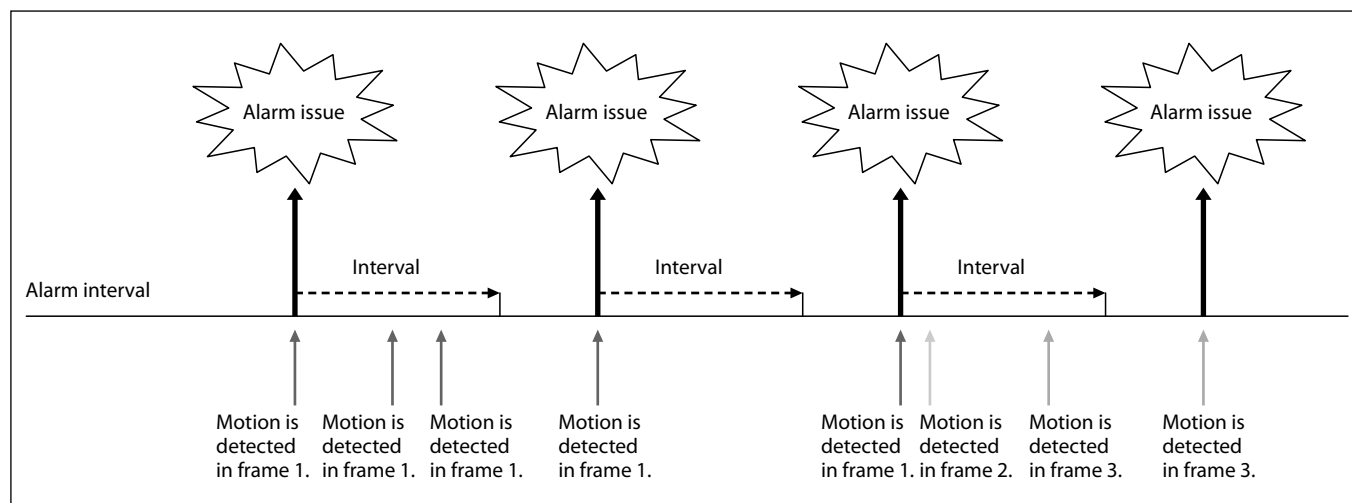 Alarm issue
Alarm issue
Alarm issue
Alarm issue
Interval
Interval
Interval
Alarm interval
Motion is
detected
in frame 1.
Motion is
detected
in frame 1.
Motion is
detected
in frame 1.
Motion is
detected
in frame 1.
Motion is
detected
in frame 1.
Motion is
detected
in frame 2.
Motion is
detected
in frame 3.
Motion is
detected
in frame 3.